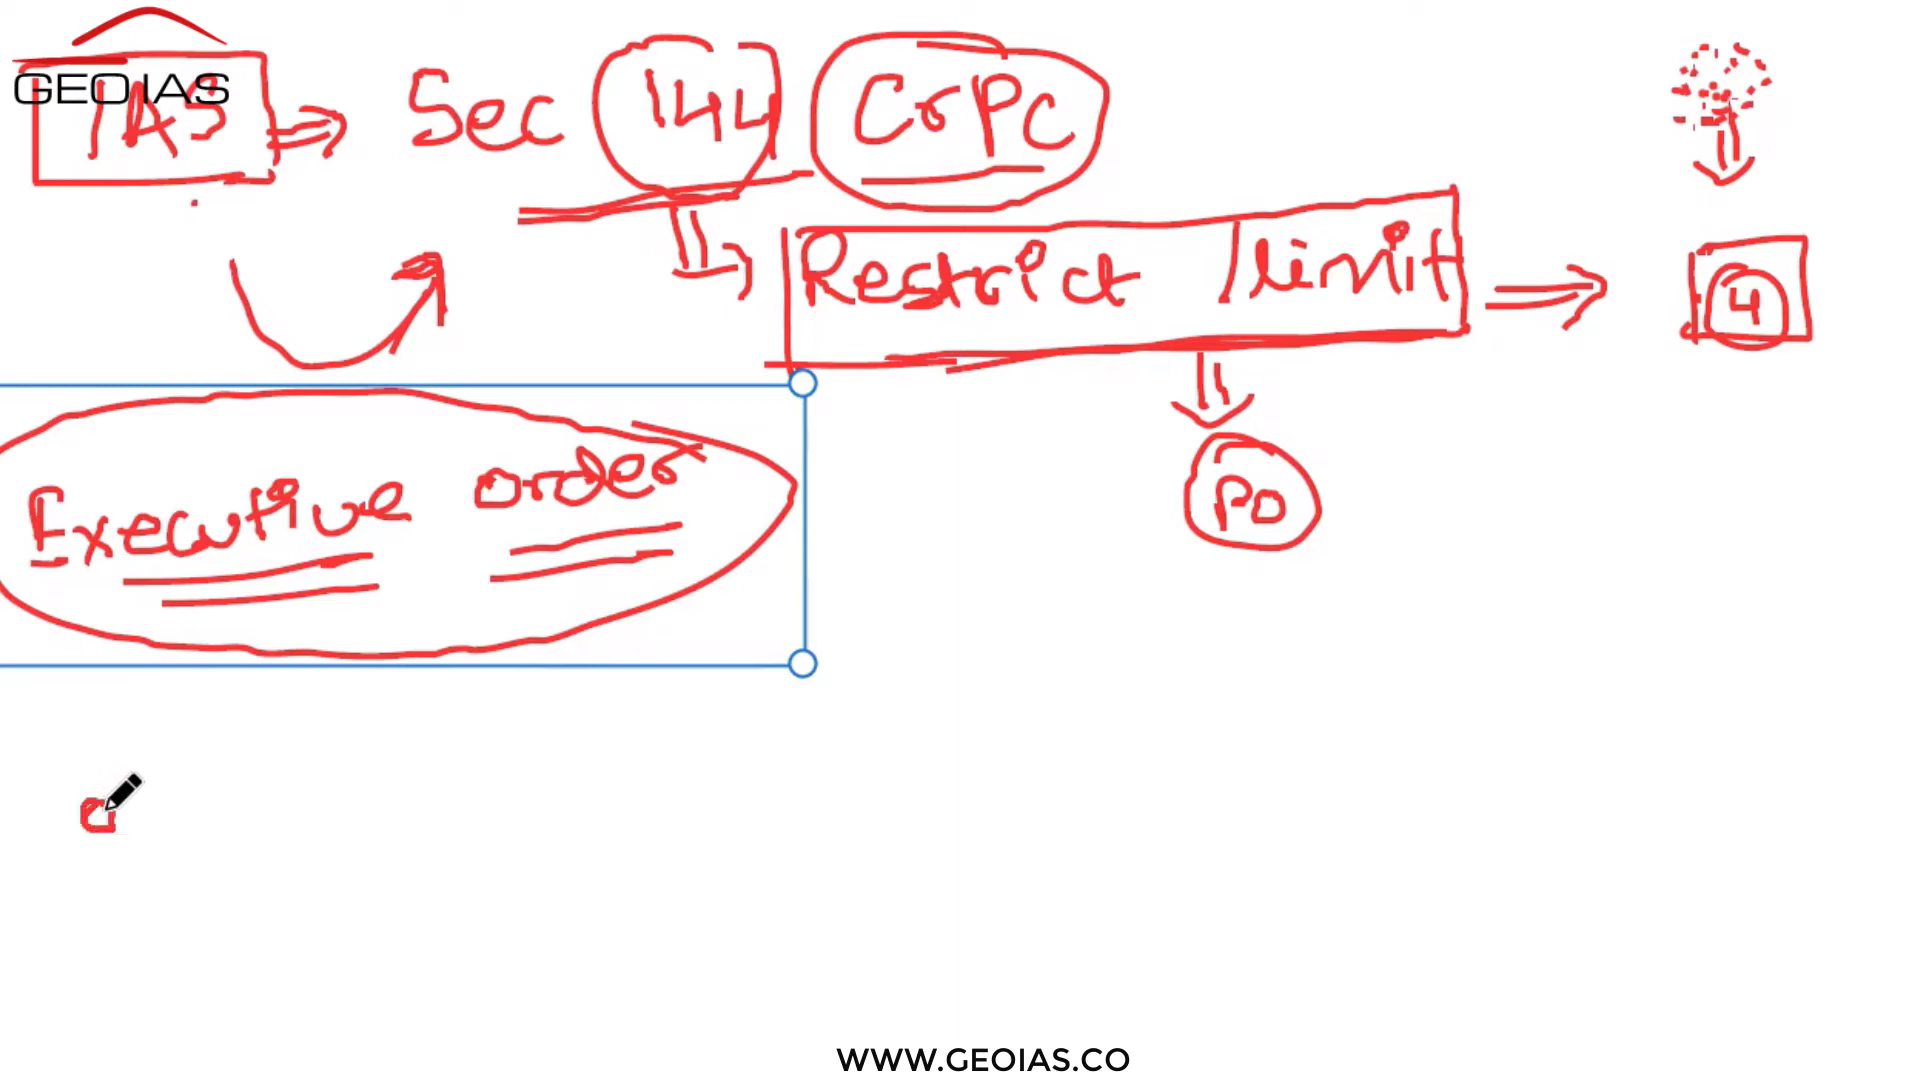 GEOIAS
IAS Sec 144 CrPC
Restrict / limit
4
Executive order
PO
WWW.GEOIAS.CO